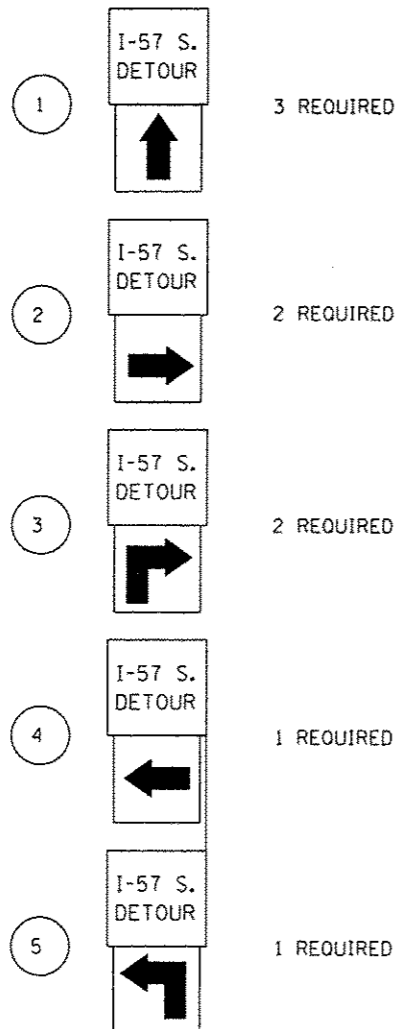 I-57 S.
DETOUR
1
3 REQUIRED
I-57 S.
DETOUR
2
2 REQUIRED
I-57 S.
DETOUR
3
2 REQUIRED
I-57 S.
DETOUR
4
1 REQUIRED
I-57 S.
DETOUR
5
1 REQUIRED